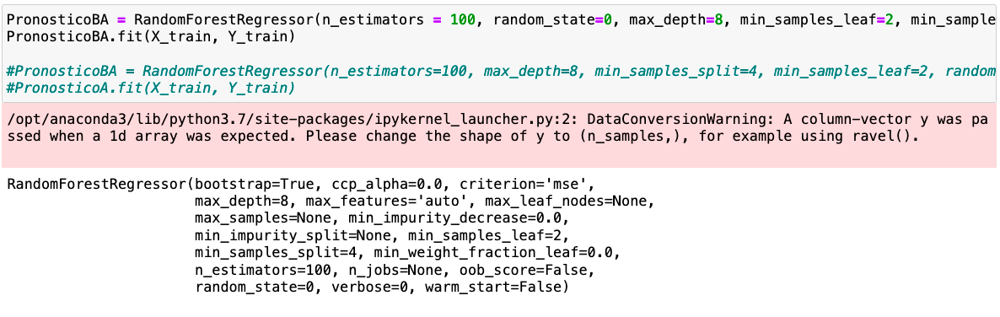 PronosticoBA = RandomForestRegressor(n_estimators = 100, random_state=0, max_depth=8, min_samples_leaf=2, min_sample
PronosticoBA.fit(X_train, Y_train)
#PronosticoBA = RandomForestRegressor(n_estimators=100, max_depth=8, min_samples_split=4, min_samples_leaf=2, random
#PronosticoA.fit(X_train, Y_train)
/opt/anaconda3/lib/python3.7/site-packages/ipykernel_launcher.py:2: DataConversionWarning: A column-vector y was pa
ssed when a 1d array was expected. Please change the shape of y to (n_samples,), for example using ravel().
RandomForestRegressor(bootstrap=True, ccp_alpha=0.0, criterion='mse',
max_depth=8, max_features='auto', max_leaf_nodes=None,
max_samples=None, min_impurity_decrease=0.0,
min_impurity_split=None, min_samples_leaf=2,
min_samples_split=4, min_weight_fraction_leaf=0.0,
n_estimators=100, n_jobs=None, oob_score=False,
random_state=0, verbose=0, warm_start=False)